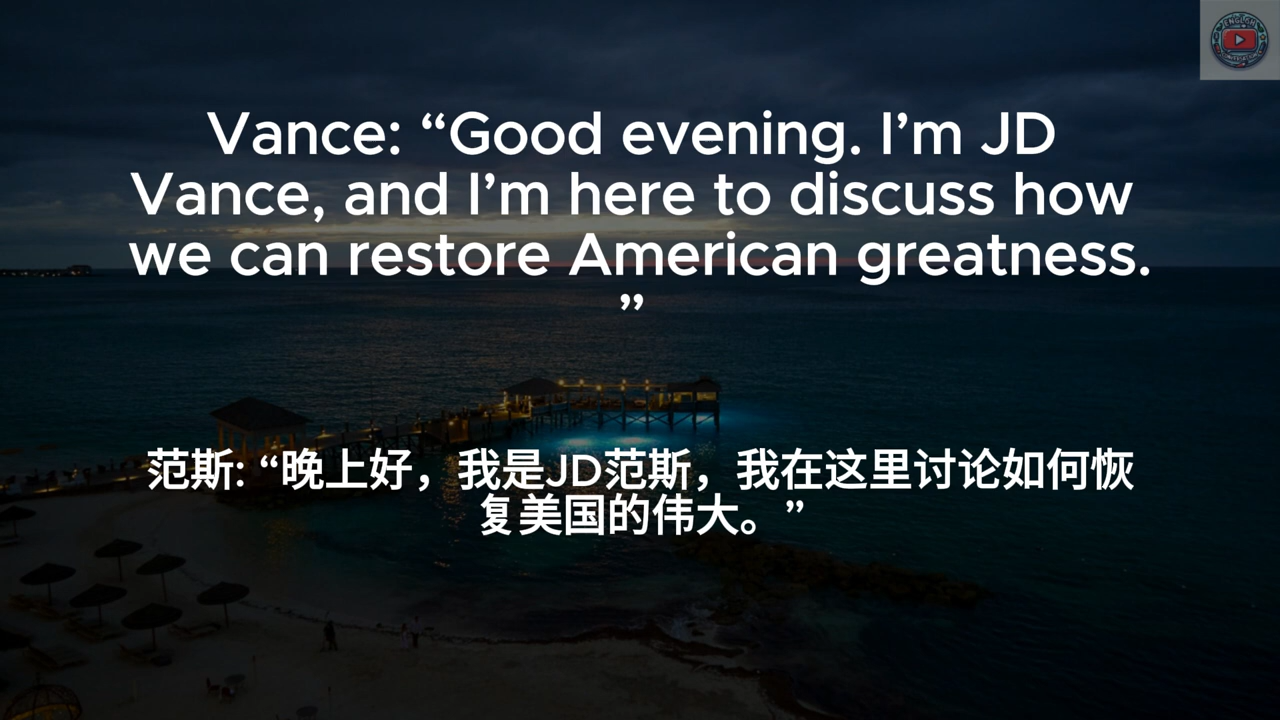 Vance: “Good evening. I’m JD
Vance, and I’m here to discuss how
we can restore American greatness.
”
范斯: “晚上好，我是JD范斯，我在这里讨论如何恢
复美国的伟大。”
ENGLISH